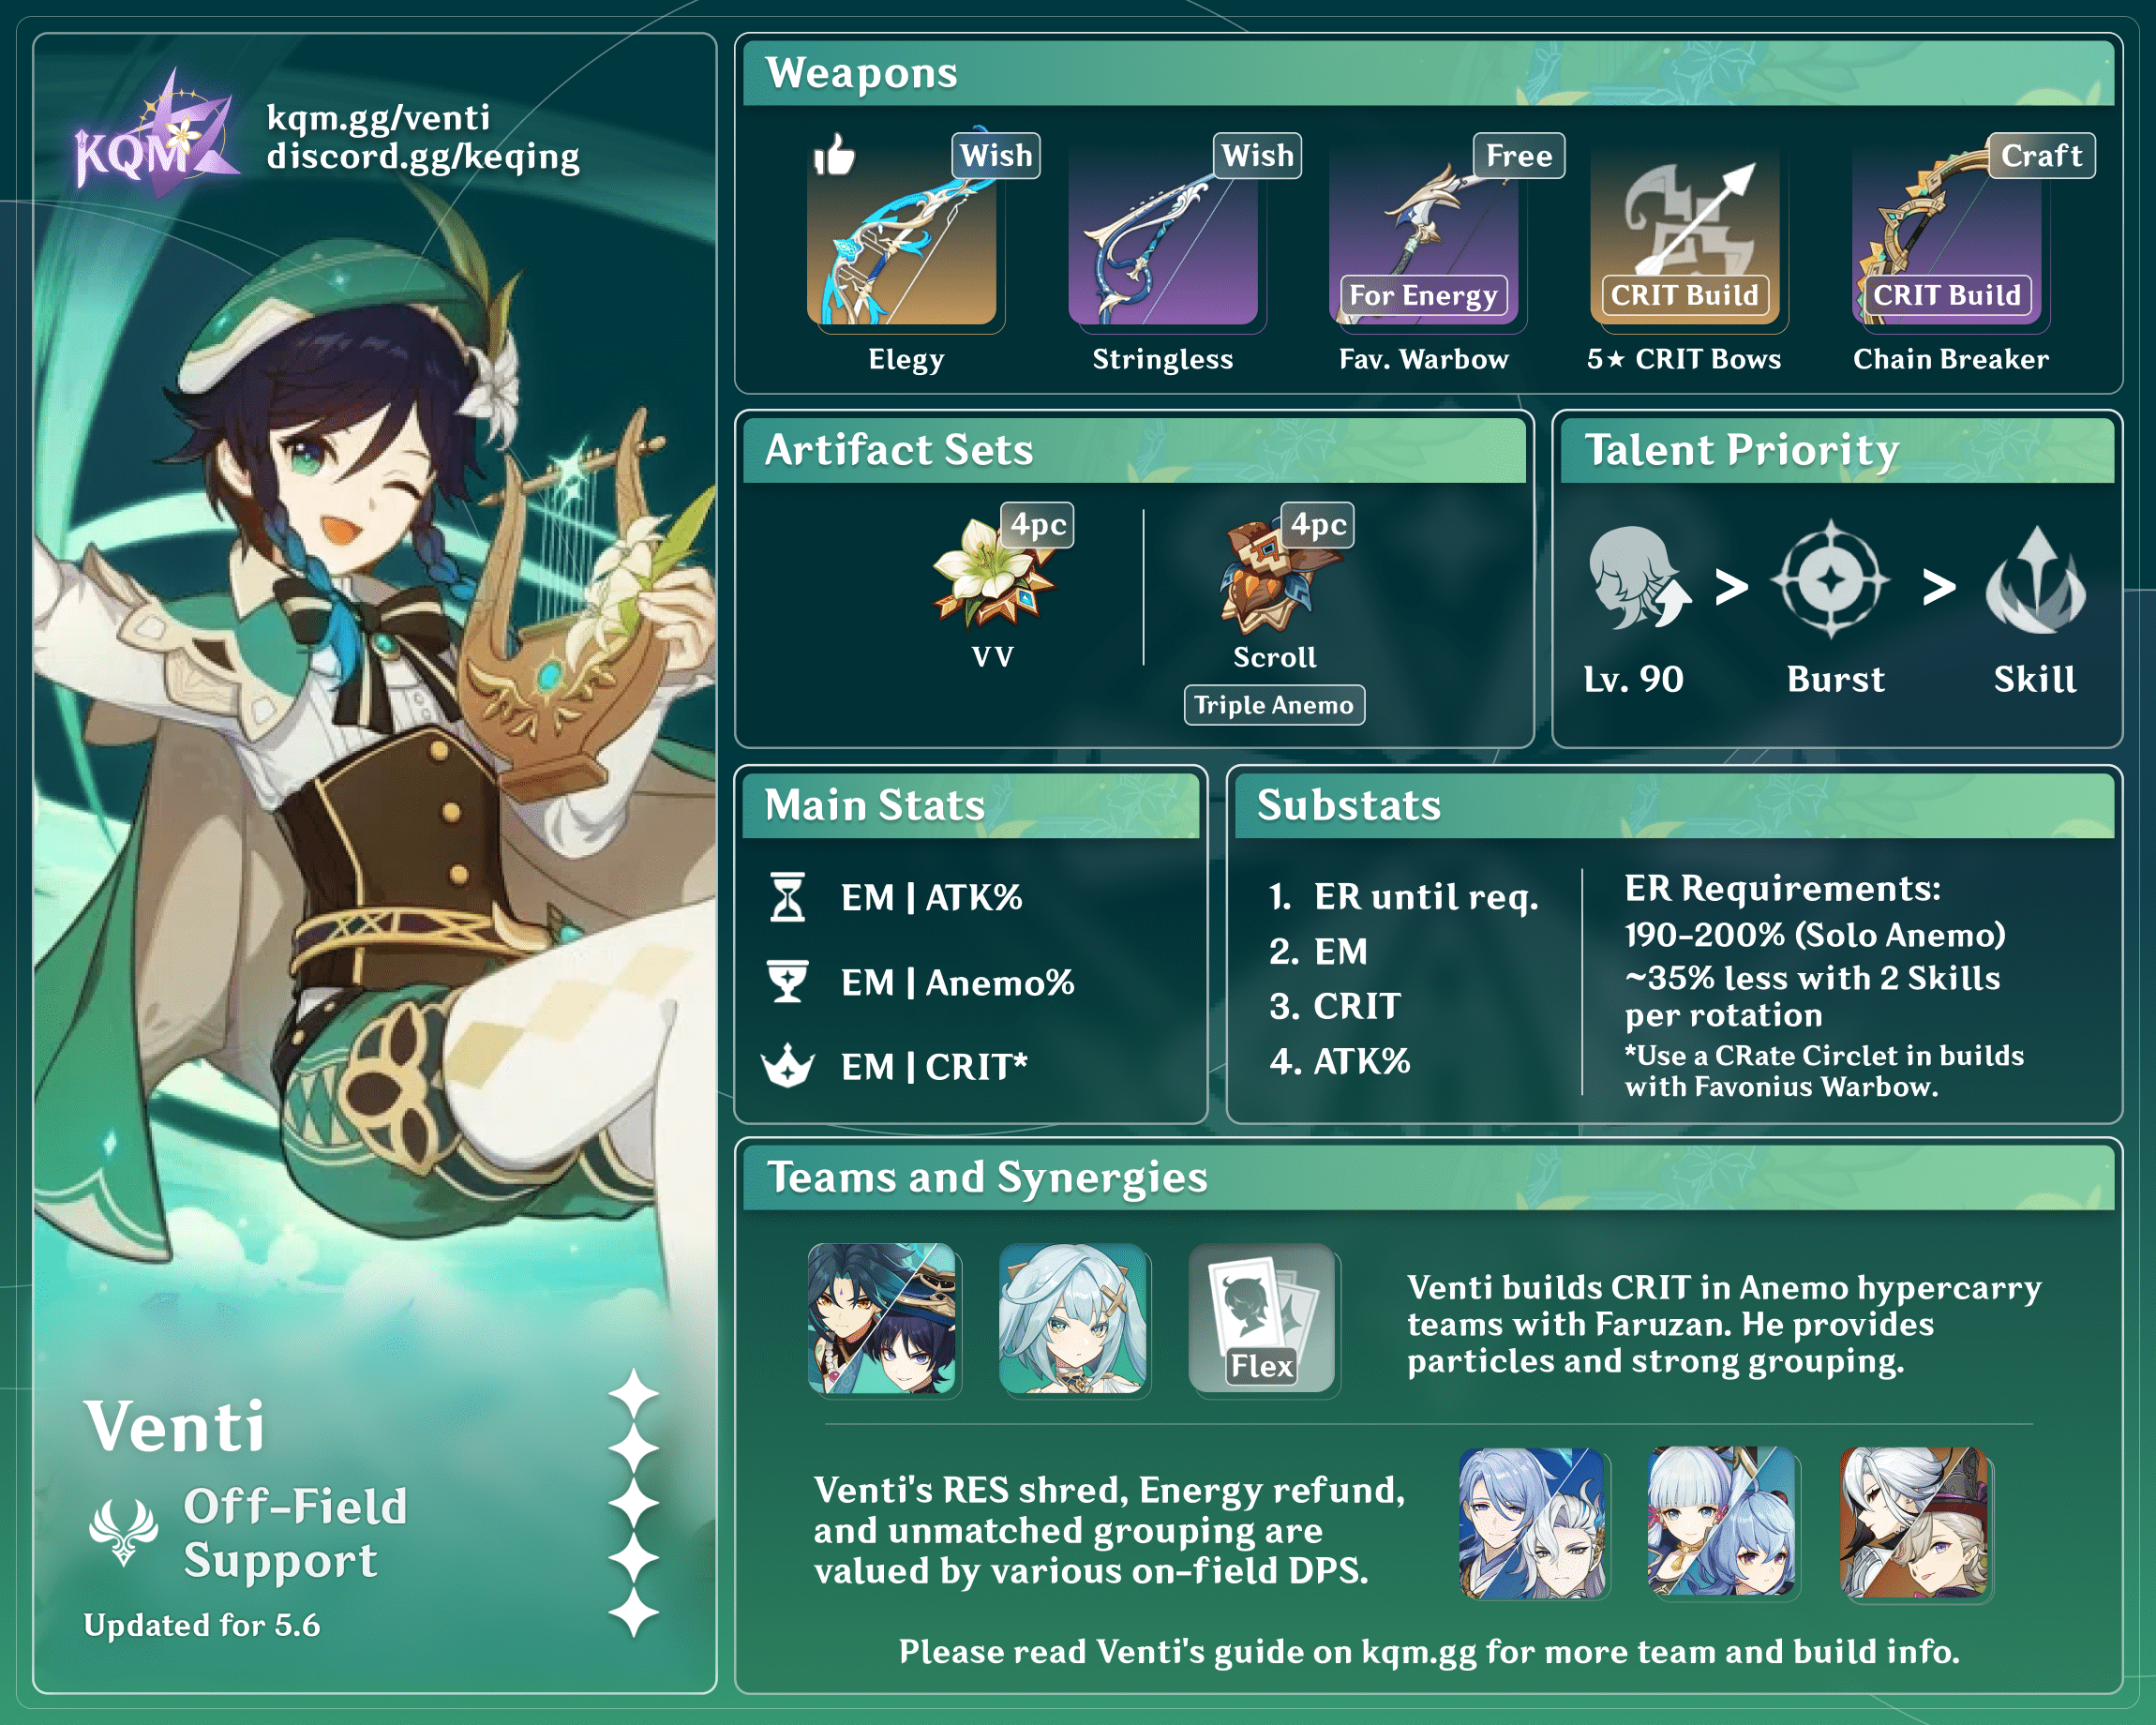 KQM
kqm.gg/venti
discord.gg/keqing
Venti
Off-Field
Support
Updated for 5.6
Weapons
Wish
Elegy
Wish
Stringless
Free
For Energy
Fav. Warbow
CRIT Build
5★ CRIT Bows
Craft
CRIT Build
Chain Breaker
Artifact Sets
4pc
VV
4pc
Scroll
Triple Anemo
Talent Priority
Lv. 90 > Burst > Skill
Main Stats
EM | ATK%
EM | Anemo%
EM | CRIT*
Substats
1. ER until req.
2. EM
3. CRIT
4. ATK%
ER Requirements:
190-200% (Solo Anemo)
~35% less with 2 Skills
per rotation
*Use a CRate Circlet in builds
with Favonius Warbow.
Teams and Synergies
Flex
Venti builds CRIT in Anemo hypercarry
teams with Faruzan. He provides
particles and strong grouping.
Venti's RES shred, Energy refund,
and unmatched grouping are
valued by various on-field DPS.
Please read Venti's guide on kqm.gg for more team and build info.